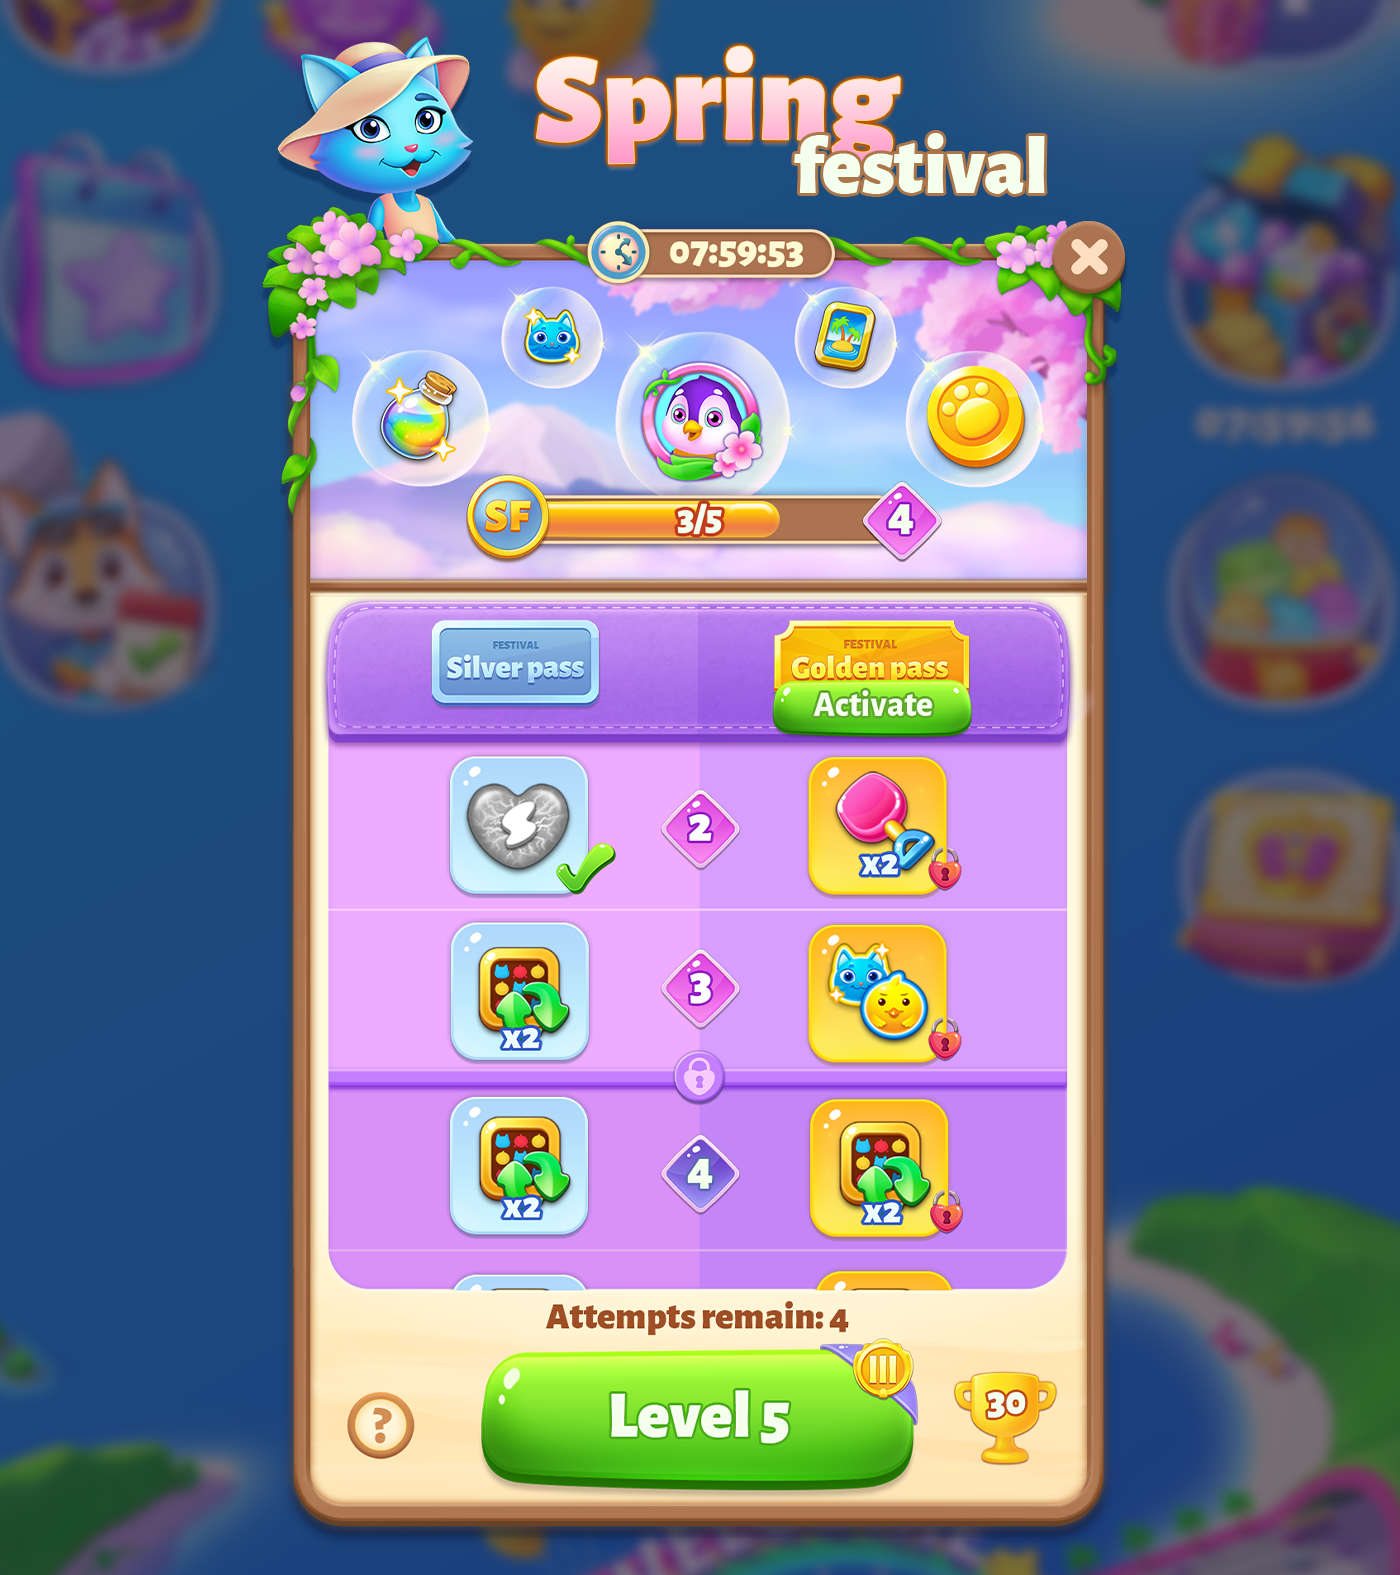 Spring
festival
07:59:53
SF
3/5
4
FESTIVAL
Silver pass
FESTIVAL
Golden pass
Activate
2
x2
3
x2
4
x2
x2
Attempts remain: 4
III
Level 5
?
30